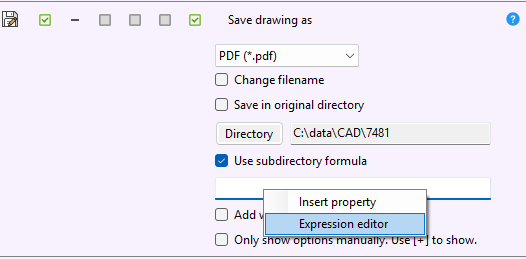 Save drawing as
?
PDF (*.pdf)
Change filename
Save in original directory
Directory C:\data\CAD\7481
Use subdirectory formula
Insert property
Add
Expression editor
Only show options manually. Use [+] to show.